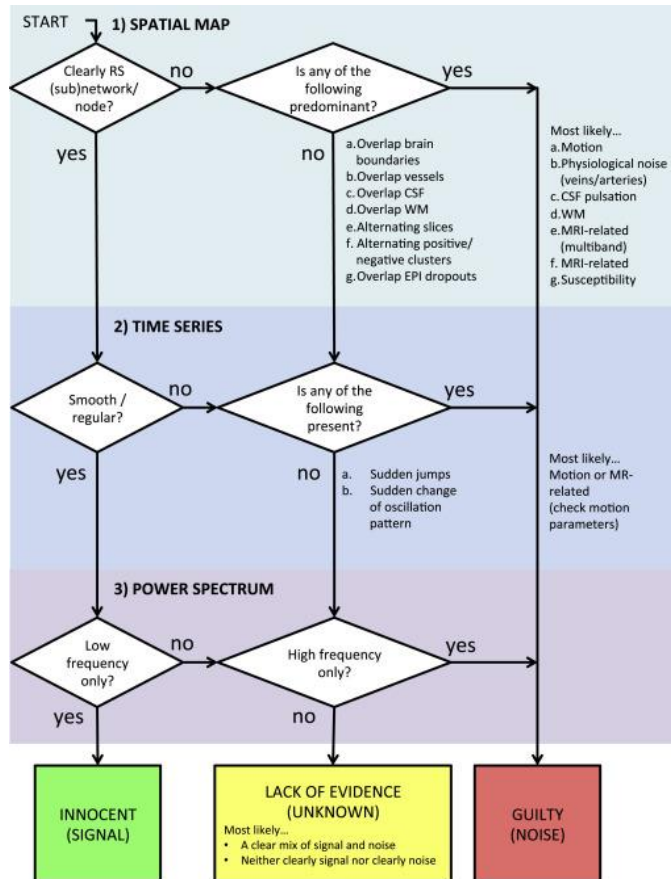 START
1) SPATIAL MAP
Clearly RS
(sub)network/
node?
no
Is any of the
following
predominant?
yes
yes
no
a. Overlap brain
boundaries
b. Overlap vessels
c. Overlap CSF
d. Overlap WM
e. Alternating slices
f. Alternating positive/
negative clusters
g. Overlap EPI dropouts
Most likely...
a. Motion
b. Physiological noise
(veins/arteries)
c. CSF pulsation
d. WM
e. MRI-related
(multiband)
f. MRI-related
g. Susceptibility
2) TIME SERIES
Smooth /
regular?
no
Is any of the
following
present?
yes
yes
no
a. Sudden jumps
b. Sudden change
of oscillation
pattern
Most likely...
Motion or MR-
related
(check motion
parameters)
3) POWER SPECTRUM
Low
frequency
only?
no
High frequency
only?
yes
yes
no
INNOCENT
(SIGNAL)
LACK OF EVIDENCE
(UNKNOWN)
Most likely...
• A clear mix of signal and noise
• Neither clearly signal nor clearly noise
GUILTY
(NOISE)